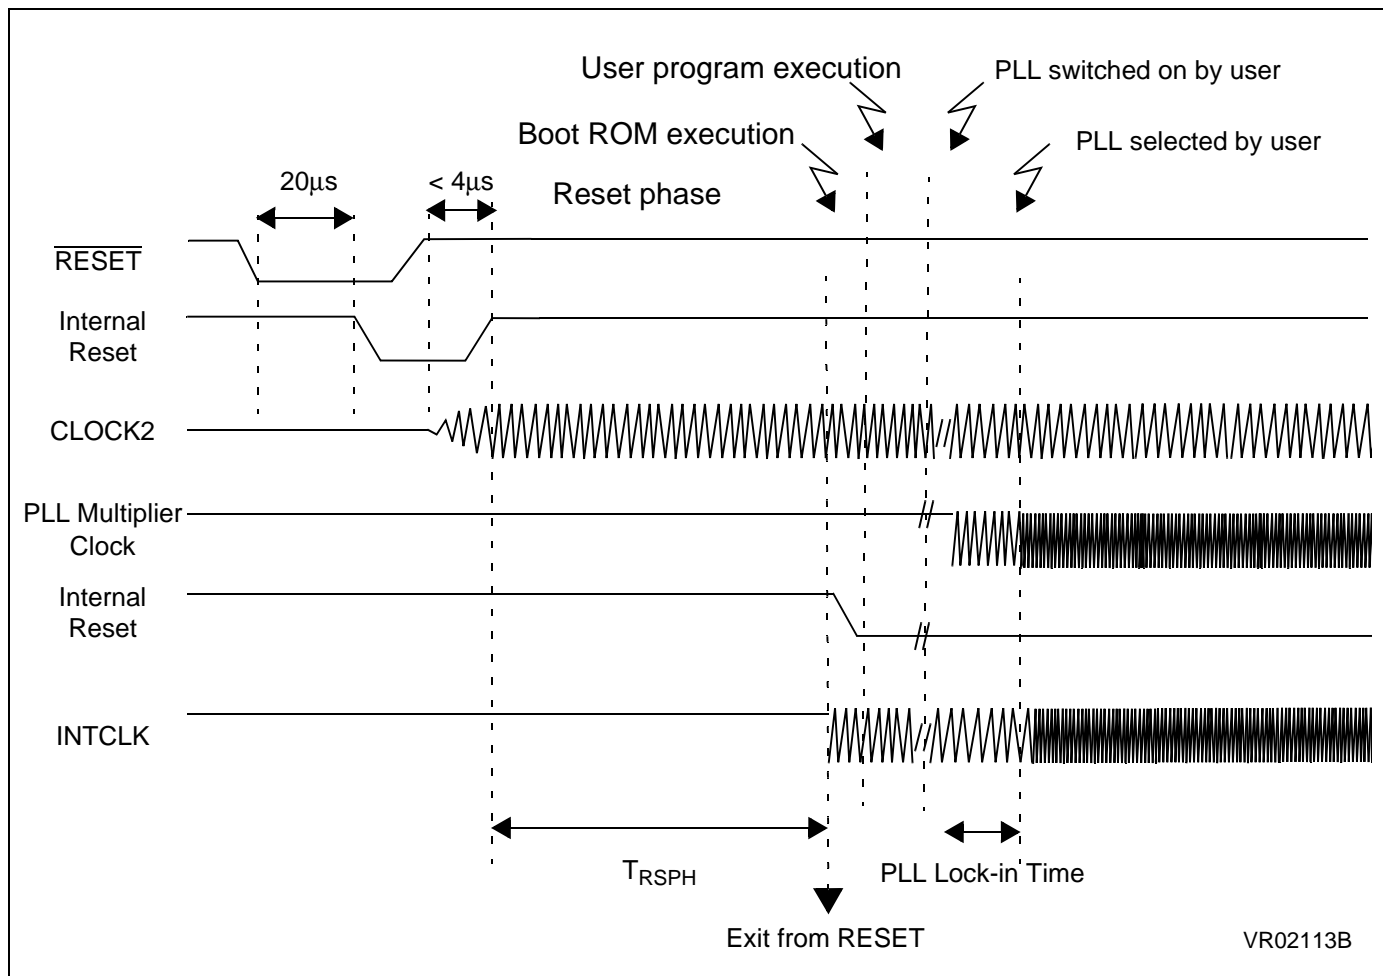 User program execution
PLL switched on by user
Boot ROM execution
PLL selected by user
20μs
< 4μs
Reset phase
RESET
Internal
Reset
CLOCK2
PLL Multiplier
Clock
Internal
Reset
INTCLK
TRSPH
PLL Lock-in Time
Exit from RESET
VR02113B